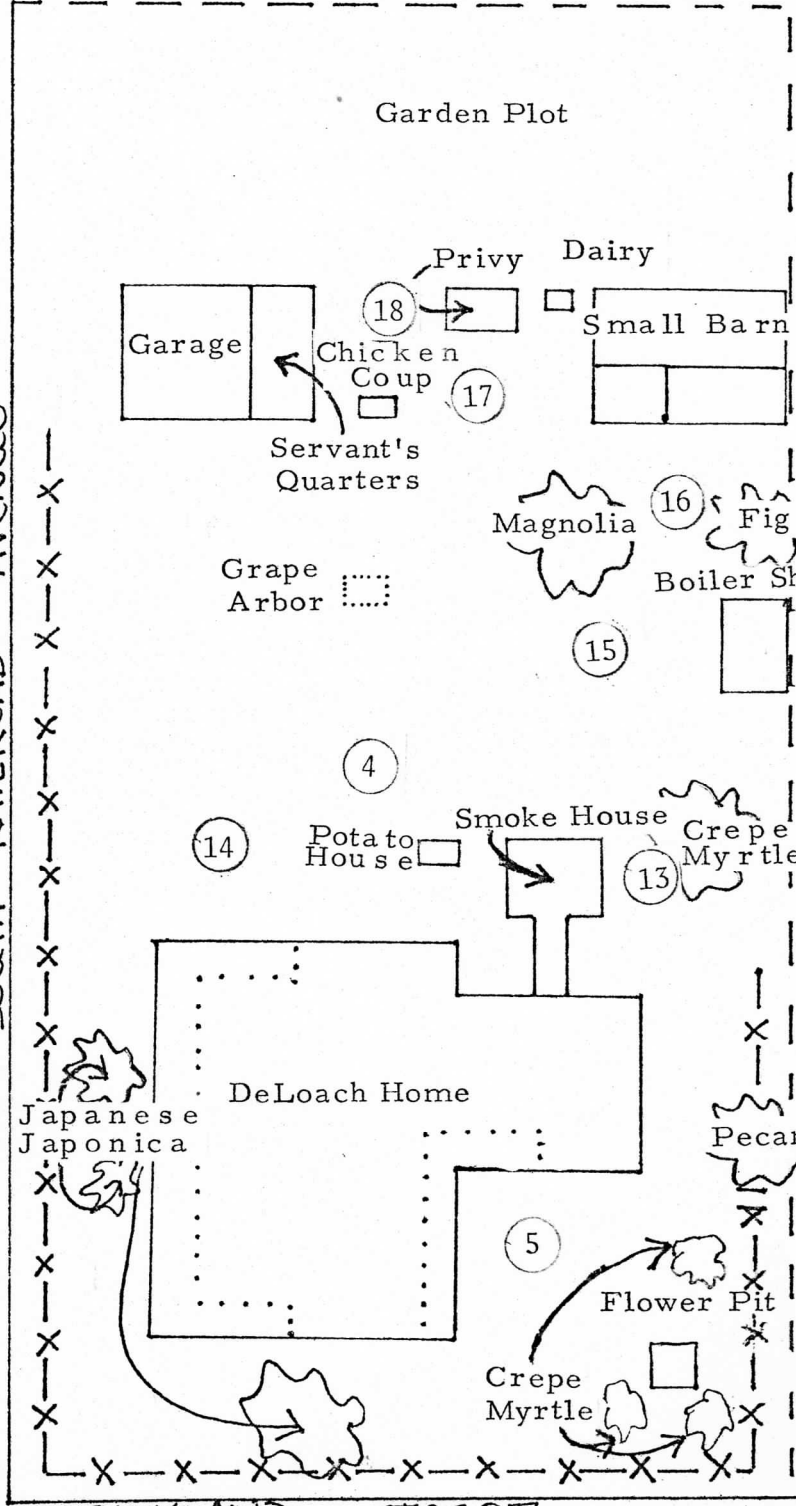 Garden Plot
Privy
Dairy
18
Garage
Small Barn
Chicken
Coup
17
Servant's
Quarters
Magnolia
16
Fig
Grape
Arbor
Boiler Sh
15
4
14
Potato
House
Smoke House
Crepe
Myrtle
13
DeLoach Home
Japanese
Japonica
Pecan
5
Flower Pit
Crepe
Myrtle